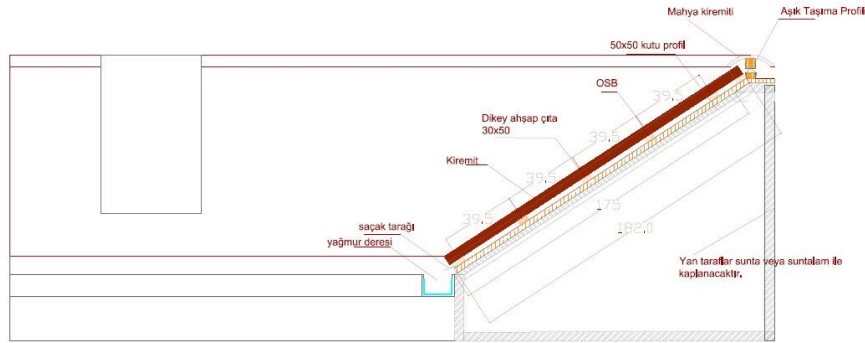 Mahya kiremiti
Aşık Taşıma Profili
50x50 kutu profil
OSB
39.5
Dikey ahşap çıta
30x50
39.5
Kiremit
39.5
39.5
175
182.0
saçak tarağı
yağmur deresi
Yan taraflar sunta veya suntalam ile
kaplanacaktır.